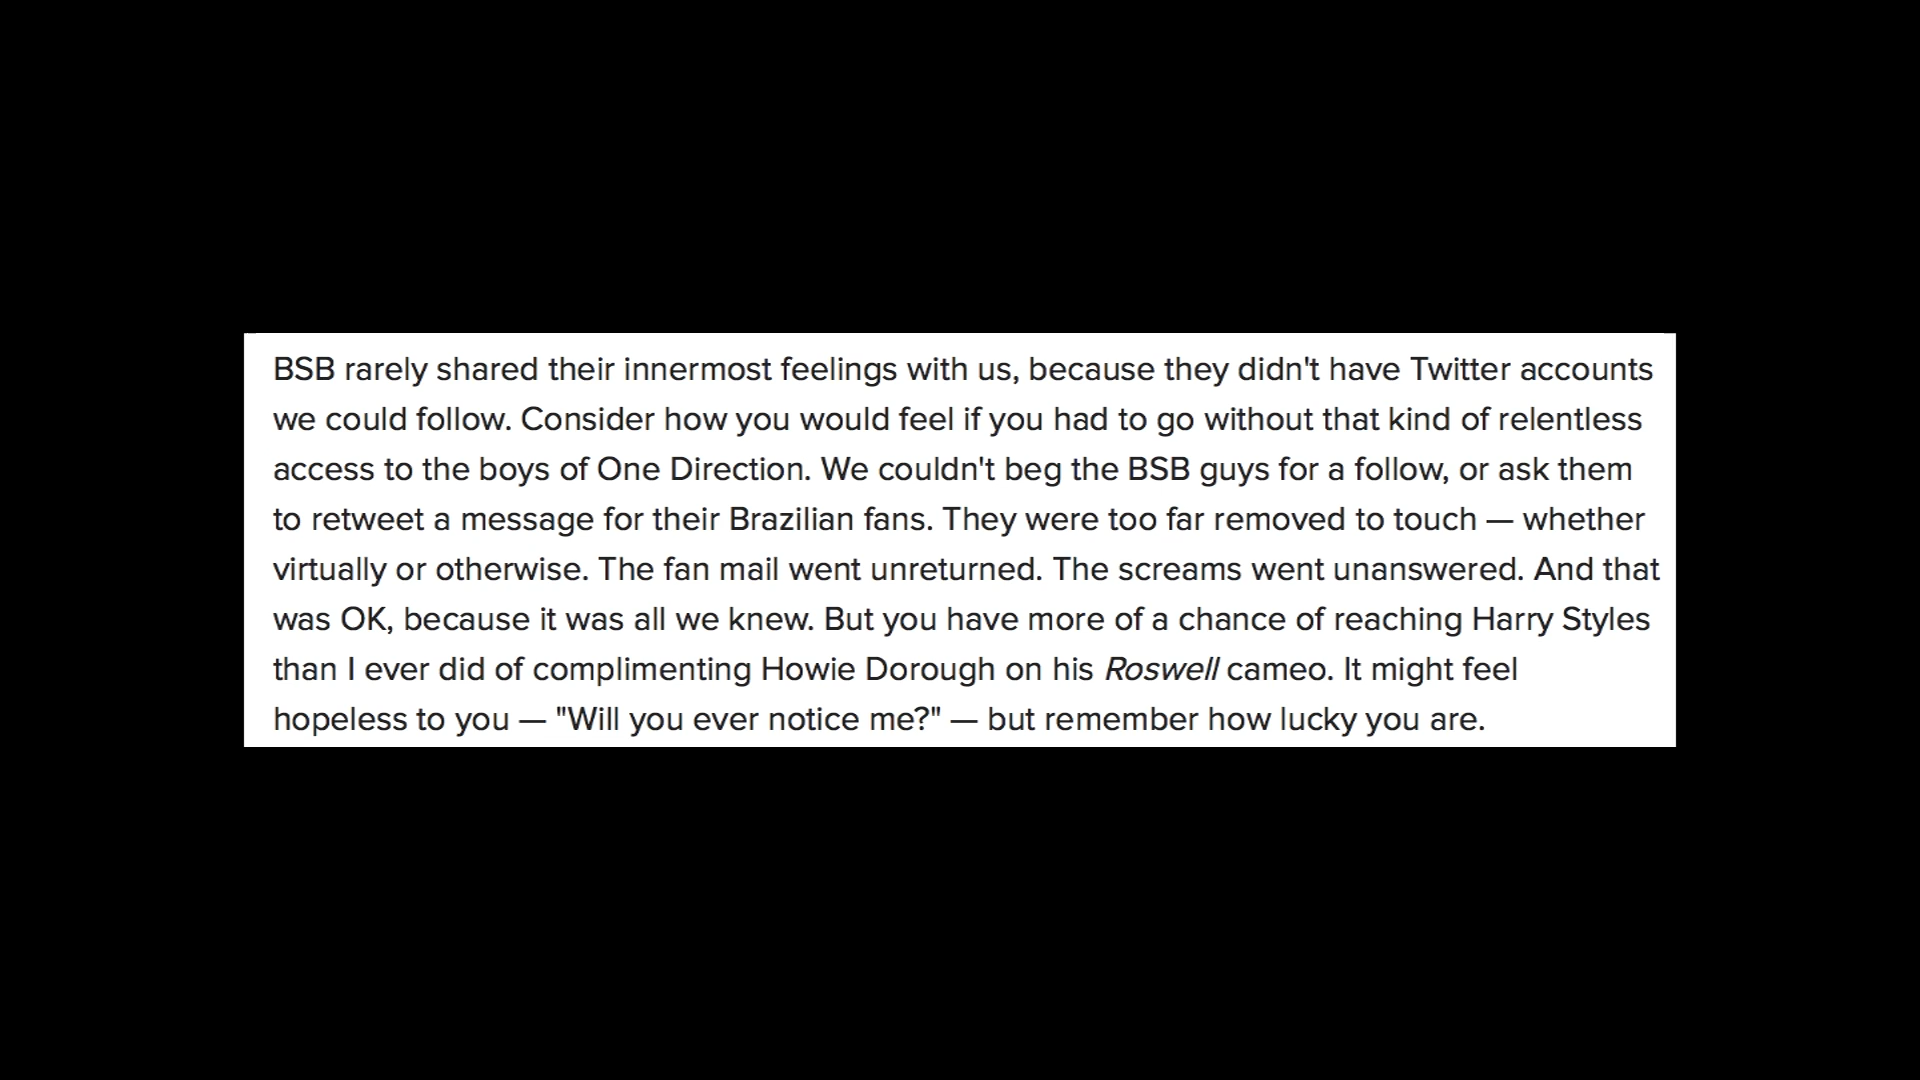 BSB rarely shared their innermost feelings with us, because they didn't have Twitter accounts
we could follow. Consider how you would feel if you had to go without that kind of relentless
access to the boys of One Direction. We couldn't beg the BSB guys for a follow, or ask them
to retweet a message for their Brazilian fans. They were too far removed to touch — whether
virtually or otherwise. The fan mail went unreturned. The screams went unanswered. And that
was OK, because it was all we knew. But you have more of a chance of reaching Harry Styles
than I ever did of complimenting Howie Dorough on his Roswell cameo. It might feel
hopeless to you — "Will you ever notice me?" — but remember how lucky you are.